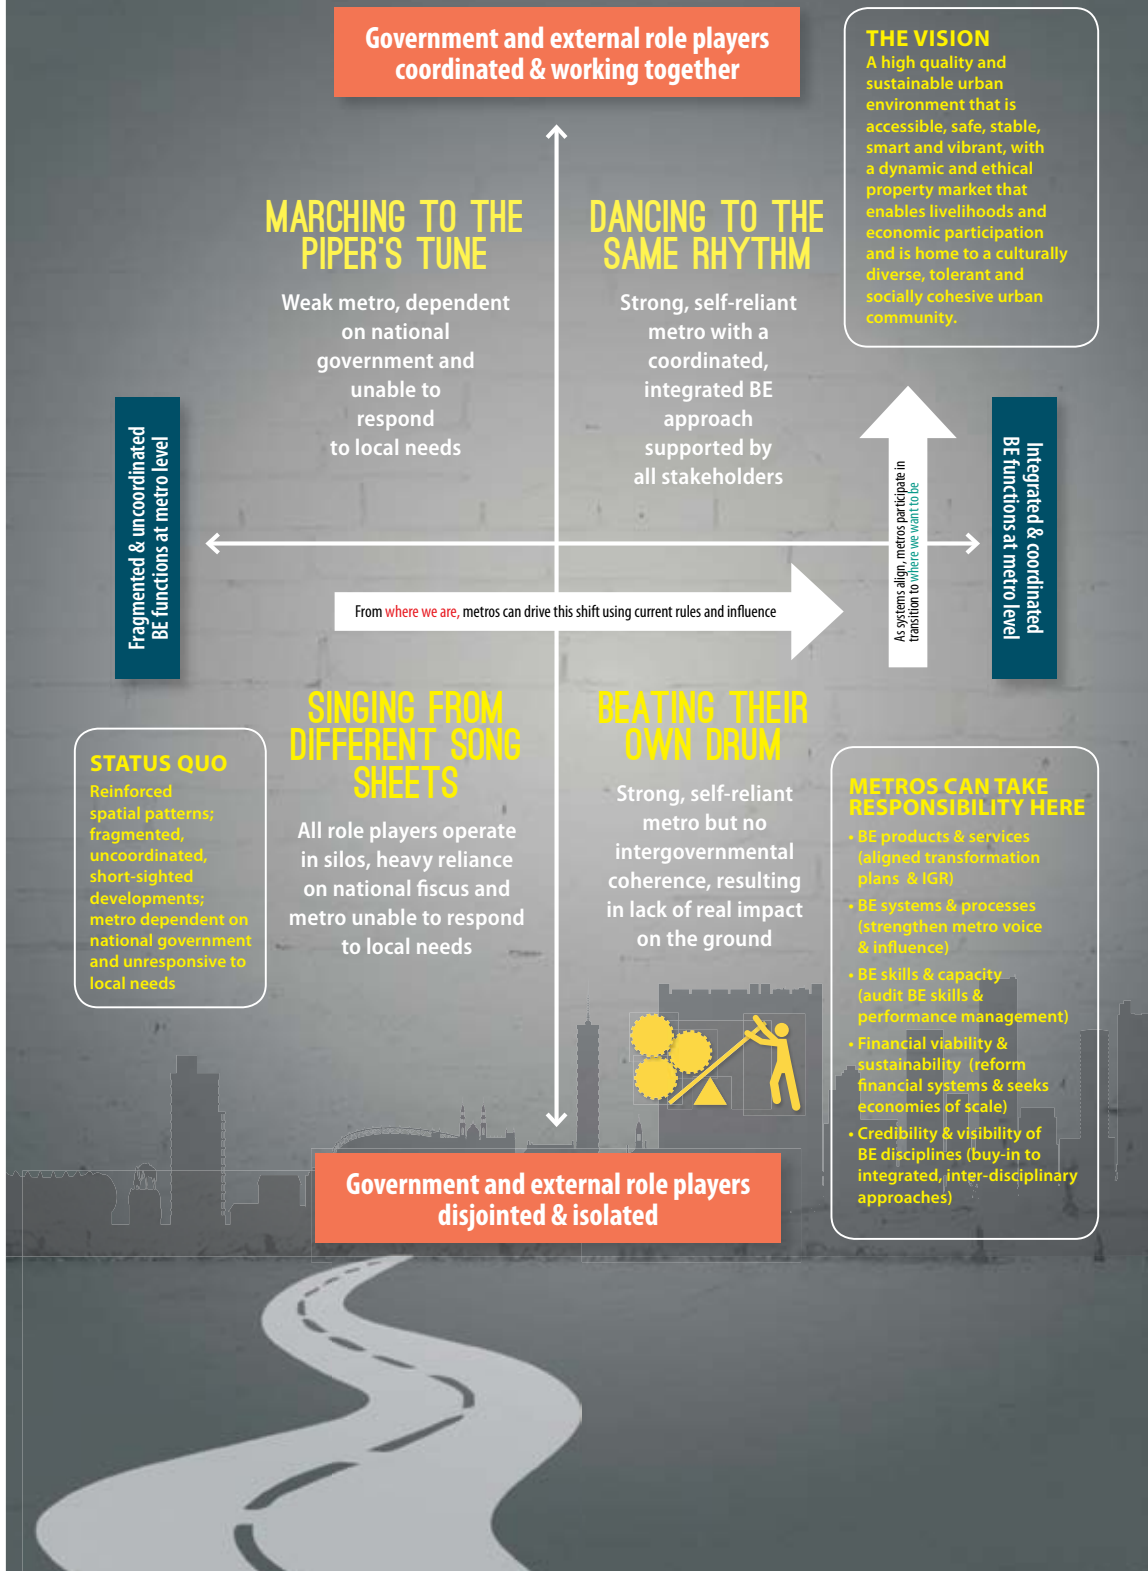 Government and external role players
coordinated & working together
THE VISION
A high quality and
sustainable urban
environment that is
accessible, safe, stable,
smart and vibrant, with
a dynamic and ethical
property market that
enables livelihoods and
economic participation
and is home to a culturally
diverse, tolerant and
socially cohesive urban
community.
MARCHING TO THE
PIPER'S TUNE
Weak metro, dependent
on national
government and
unable to
respond
to local needs
DANCING TO THE
SAME RHYTHM
Strong, self-reliant
metro with a
coordinated,
integrated BE
approach
supported by
all stakeholders
Fragmented & uncoordinated
BE functions at metro level
As systems align, metros participate in
transition to where we want to be
Integrated & coordinated
BE functions at metro level
From where we are, metros can drive this shift using current rules and influence
STATUS QUO
Reinforced
spatial patterns;
fragmented,
uncoordinated,
short-sighted
developments;
metro dependent on
national government
and unresponsive to
local needs
SINGING FROM
DIFFERENT SONG
SHEETS
All role players operate
in silos, heavy reliance
on national fiscus and
metro unable to respond
to local needs
BEATING THEIR
OWN DRUM
Strong, self-reliant
metro but no
intergovernmental
coherence, resulting
in lack of real impact
on the ground
METROS CAN TAKE
RESPONSIBILITY HERE
• BE products & services
(aligned transformation
plans & IGR)
• BE systems & processes
(strengthen metro voice
& influence)
• BE skills & capacity
(audit BE skills &
performance management)
• Financial viability &
sustainability (reform
financial systems & seeks
economies of scale)
• Credibility & visibility of
BE disciplines (buy-in to
integrated, inter-disciplinary
approaches)
Government and external role players
disjointed & isolated